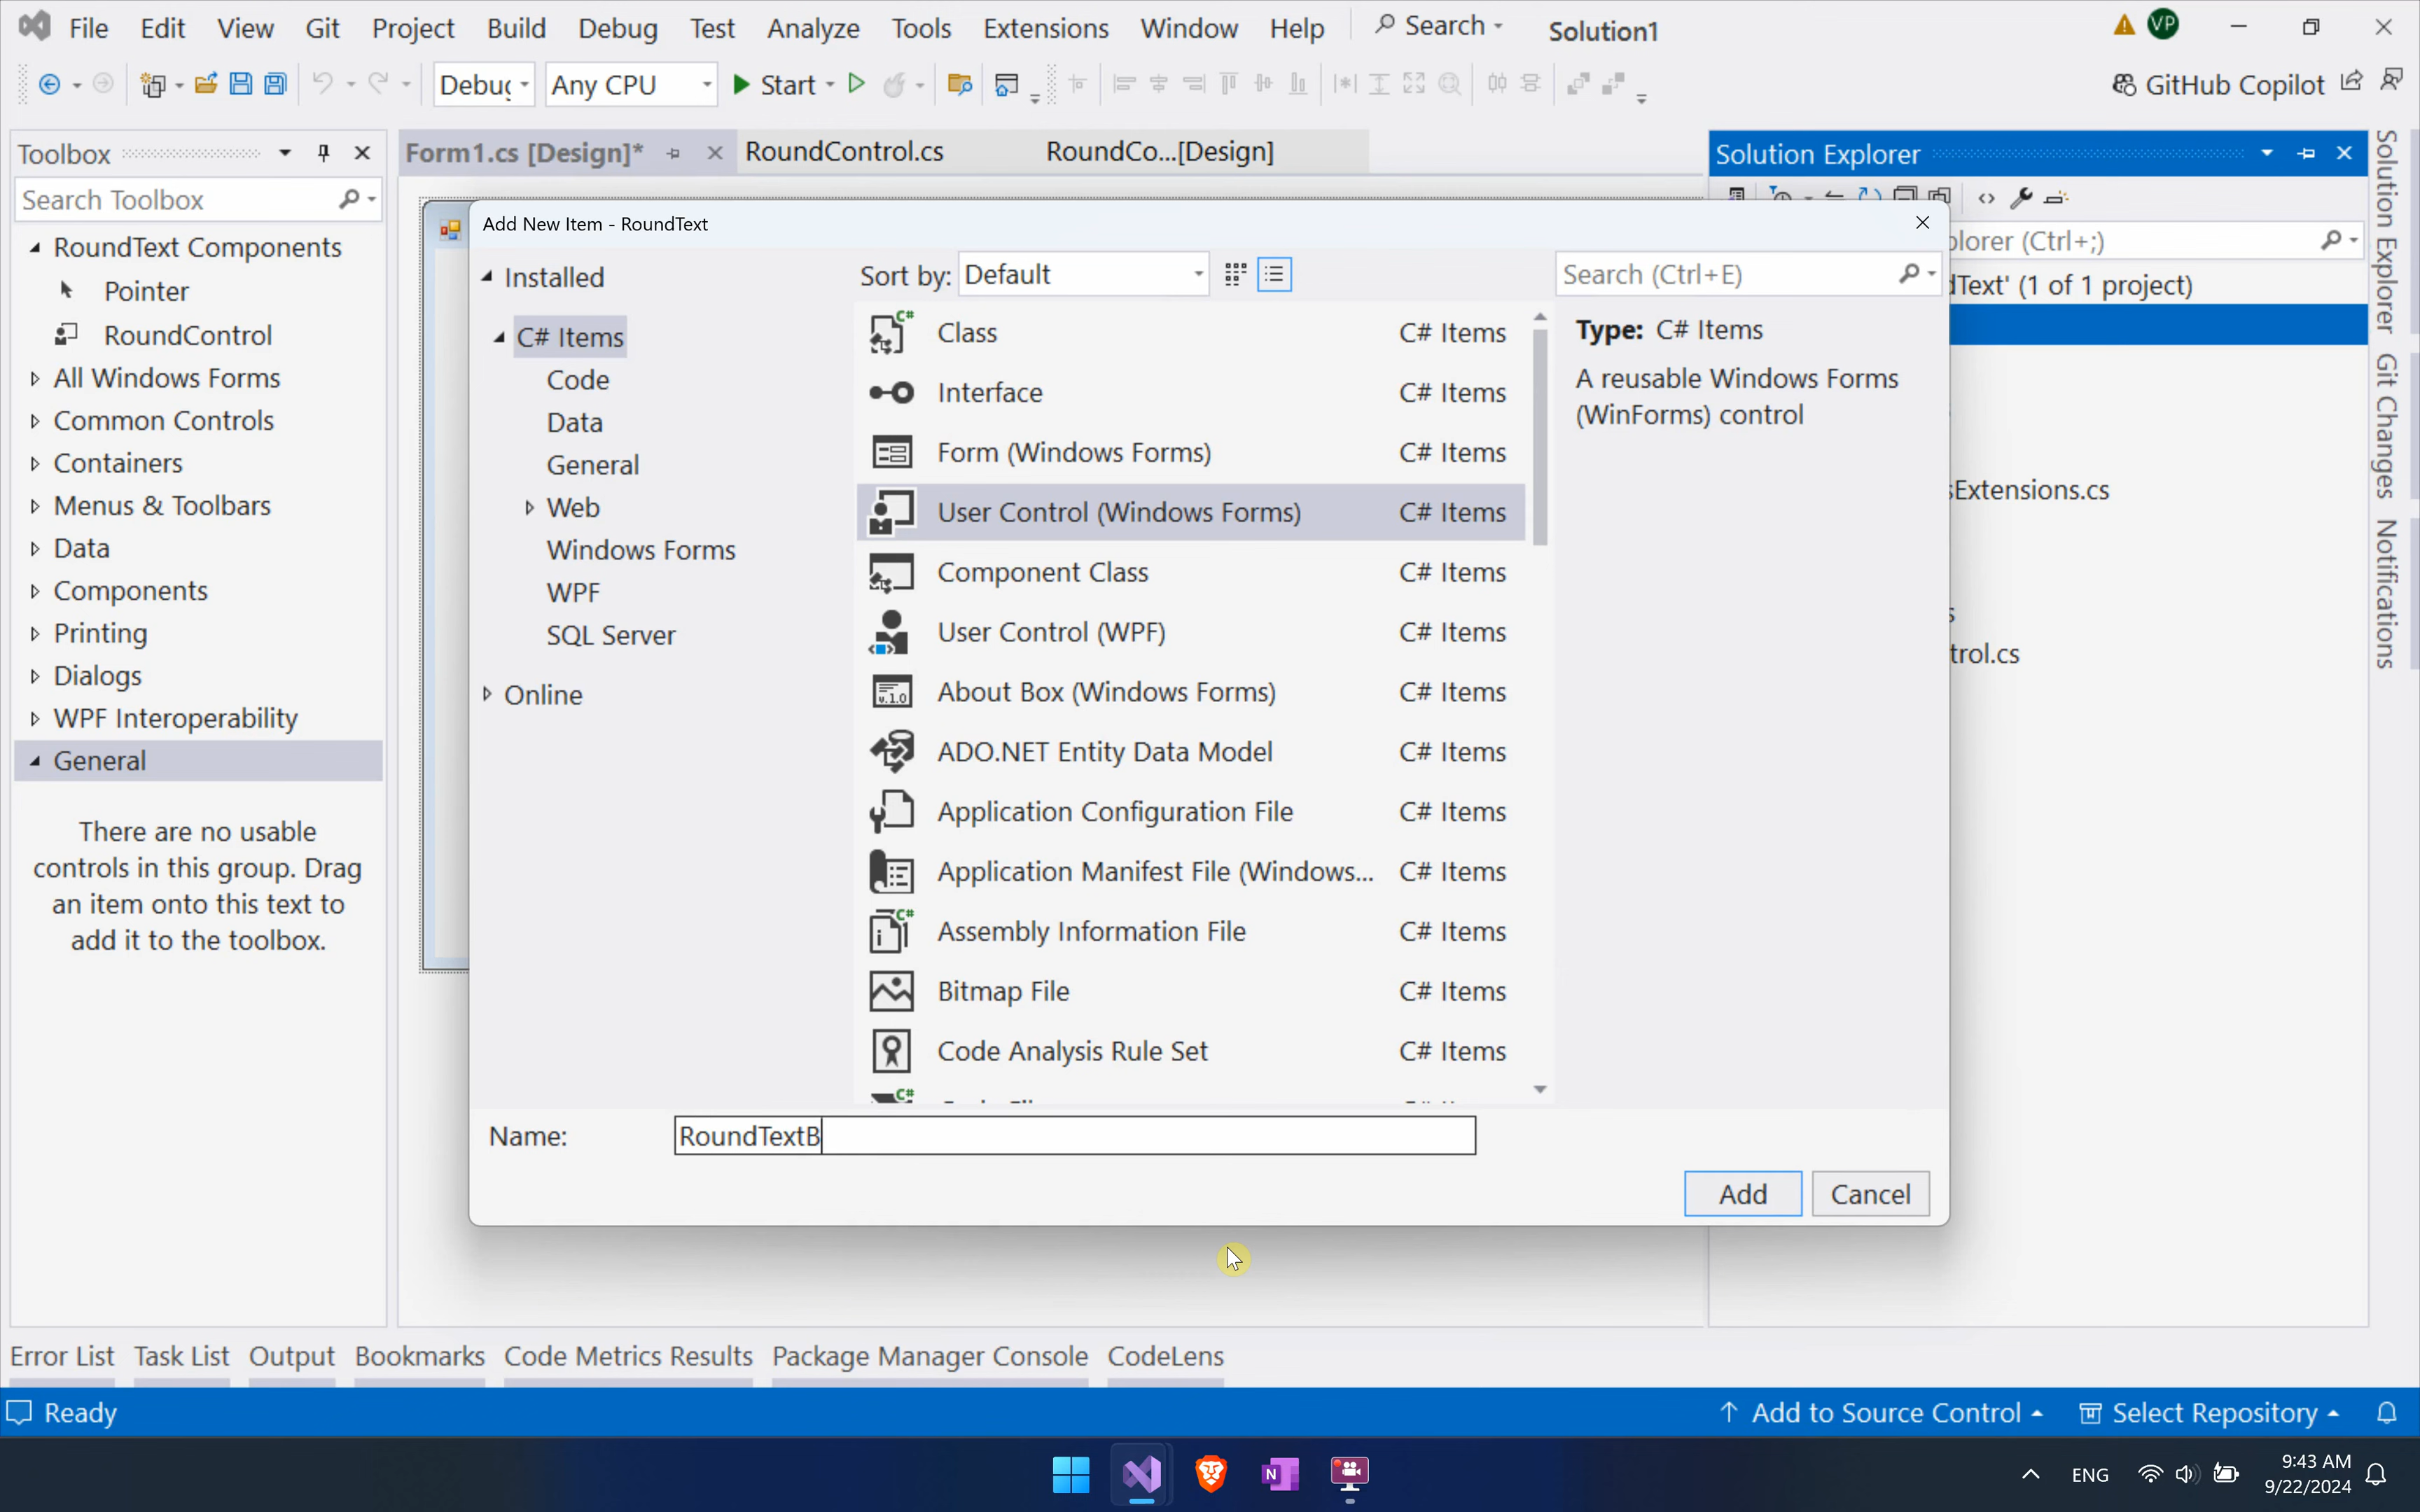 File Edit View Git Project Build Debug Test Analyze Tools Extensions Window Help Search Solution1 VP
Debug Any CPU Start GitHub Copilot
Toolbox
Search Toolbox
RoundText Components
Pointer
RoundControl
All Windows Forms
Common Controls
Containers
Menus & Toolbars
Data
Components
Printing
Dialogs
WPF Interoperability
General
There are no usable
controls in this group. Drag
an item onto this text to
add it to the toolbox.
Form1.cs [Design]* RoundControl.cs RoundCo...[Design]
Add New Item - RoundText
Installed
C# Items
Code
Data
General
Web
Windows Forms
WPF
SQL Server
Online
Sort by: Default
Class C# Items
Interface C# Items
Form (Windows Forms) C# Items
User Control (Windows Forms) C# Items
Component Class C# Items
User Control (WPF) C# Items
About Box (Windows Forms) C# Items
ADO.NET Entity Data Model C# Items
Application Configuration File C# Items
Application Manifest File (Windows... C# Items
Assembly Information File C# Items
Bitmap File C# Items
Code Analysis Rule Set C# Items
Search (Ctrl+E)
Type: C# Items
A reusable Windows Forms
(WinForms) control
Name: RoundTextB
Add Cancel
Solution Explorer
plorer (Ctrl+;)
dText' (1 of 1 project)
sExtensions.cs
s
trol.cs
Solution Explorer
Git Changes
Notifications
Error List Task List Output Bookmarks Code Metrics Results Package Manager Console CodeLens
Ready Add to Source Control Select Repository
ENG 9:43 AM
9/22/2024